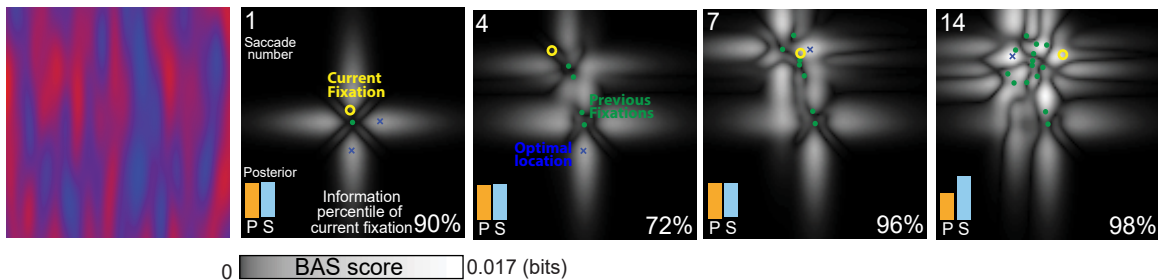 1
Saccade
number
Current
Fixation
Posterior
P S
Information
percentile of
current fixation
90%
4
Previous
Fixations
Optimal
location
P S
72%
7
P S
96%
14
P S
98%
0 BAS score 0.017 (bits)